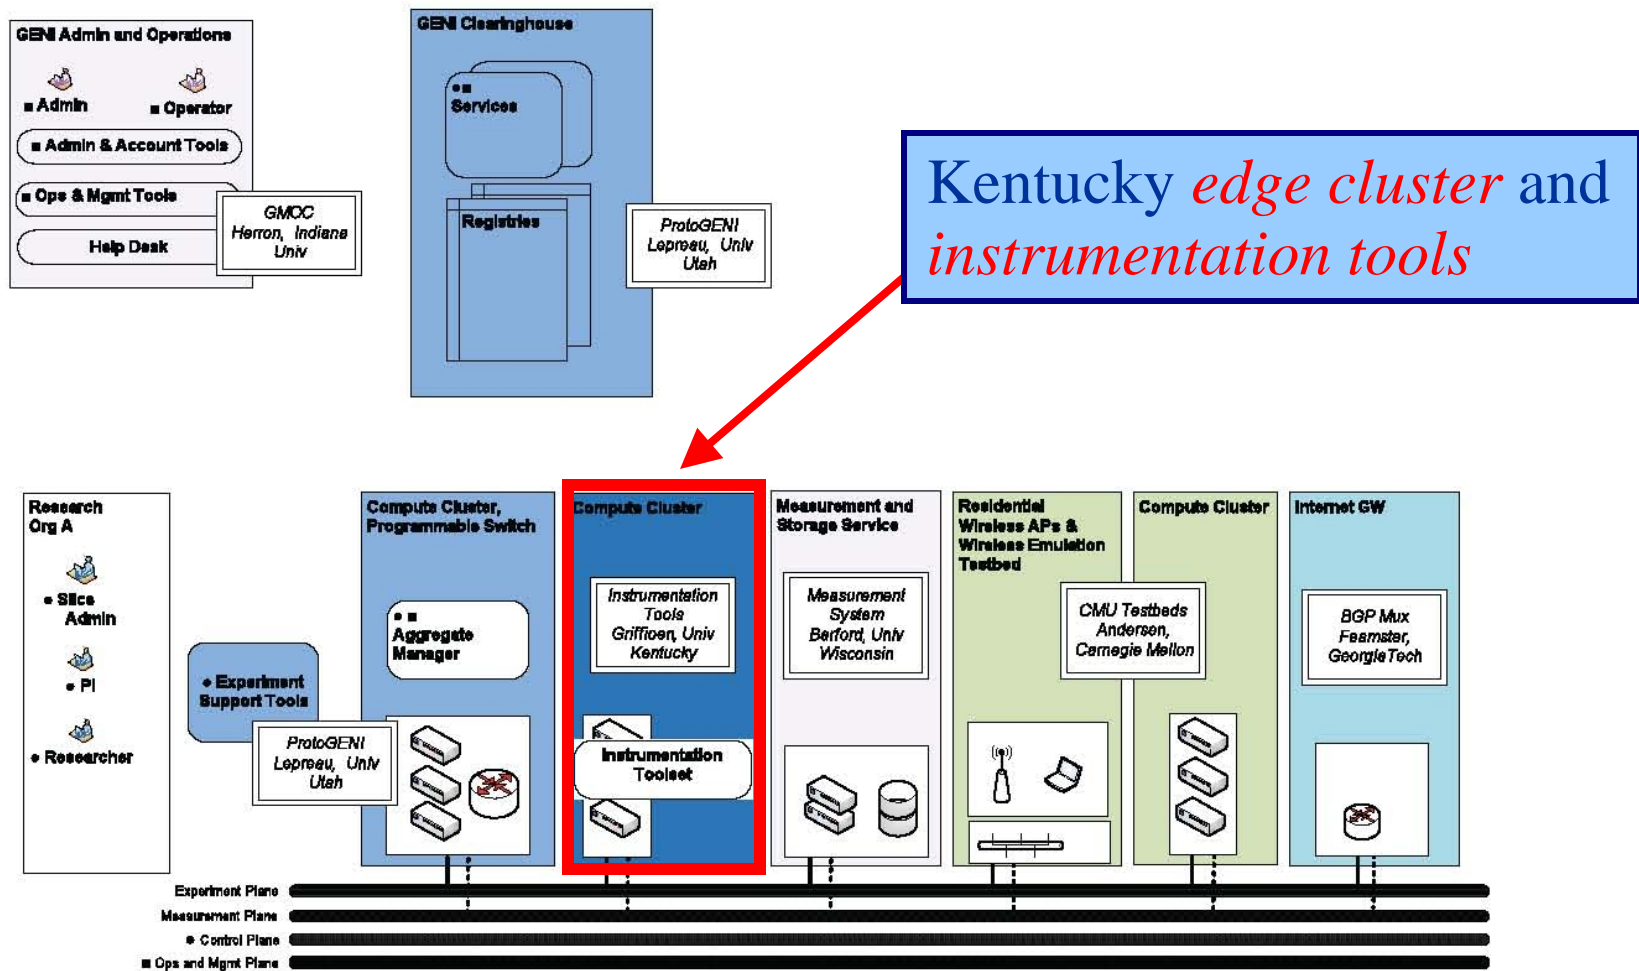 GENI Admin and Operations
■ Admin
■ Operator
■ Admin & Account Tools
■ Ops & Mgmt Tools
Help Desk
GMOC
Herron, Indiana
Univ
GENI Clearinghouse
● ■
Services
Registries
ProtoGENI
Lepreau, Univ
Utah
Kentucky edge cluster and
instrumentation tools
Research
Org A
● Slice
Admin
● PI
● Researcher
● Experiment
Support Tools
ProtoGENI
Lepreau, Univ
Utah
Compute Cluster,
Programmable Switch
● ■
Aggregate
Manager
Compute Cluster
Instrumentation
Tools
Griffioen, Univ
Kentucky
Instrumentation
Toolset
Measurement and
Storage Service
Measurement
System
Barford, Univ
Wisconsin
Residential
Wireless APs &
Wireless Emulation
Testbed
CMU Testbeds
Andersen,
Carnegie Mellon
Compute Cluster
Internet GW
BGP Mux
Feamster,
GeorgiaTech
Experiment Plane
Measurement Plane
● Control Plane
■ Ops and Mgmt Plane